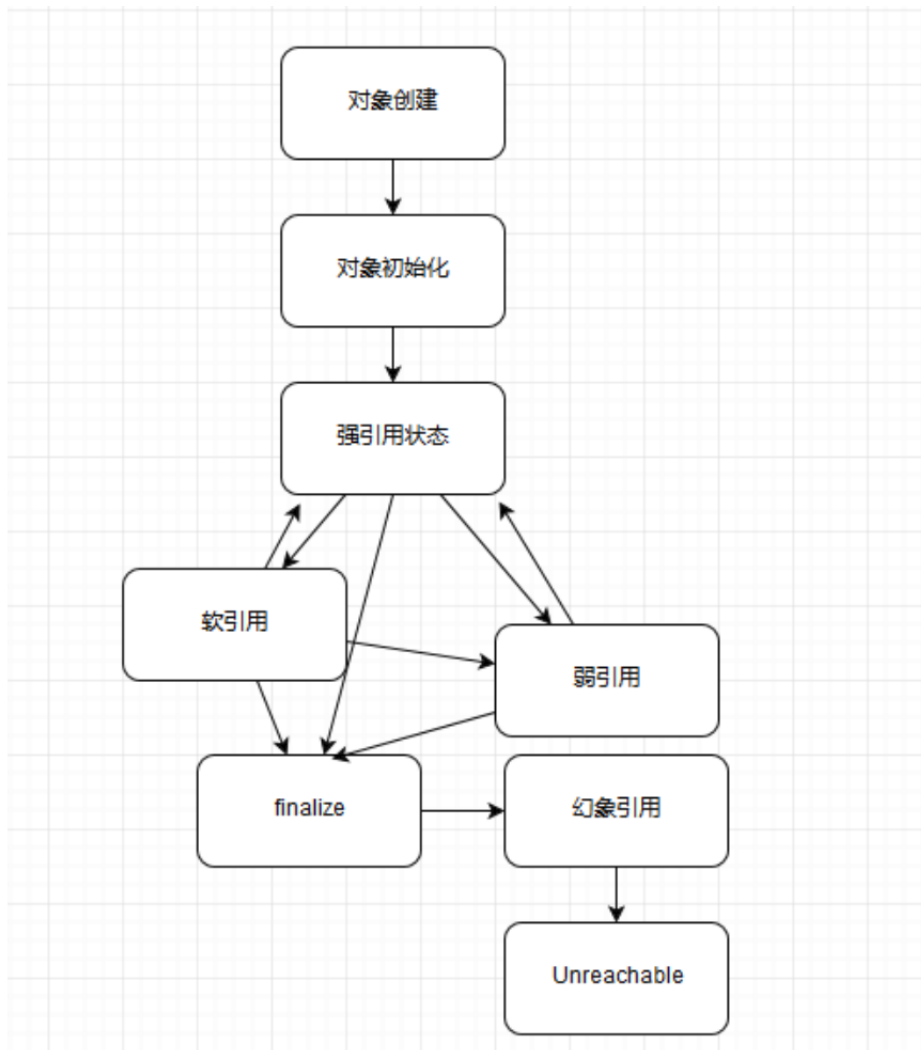 对象创建
对象初始化
强引用状态
软引用
弱引用
finalize
幻象引用
Unreachable